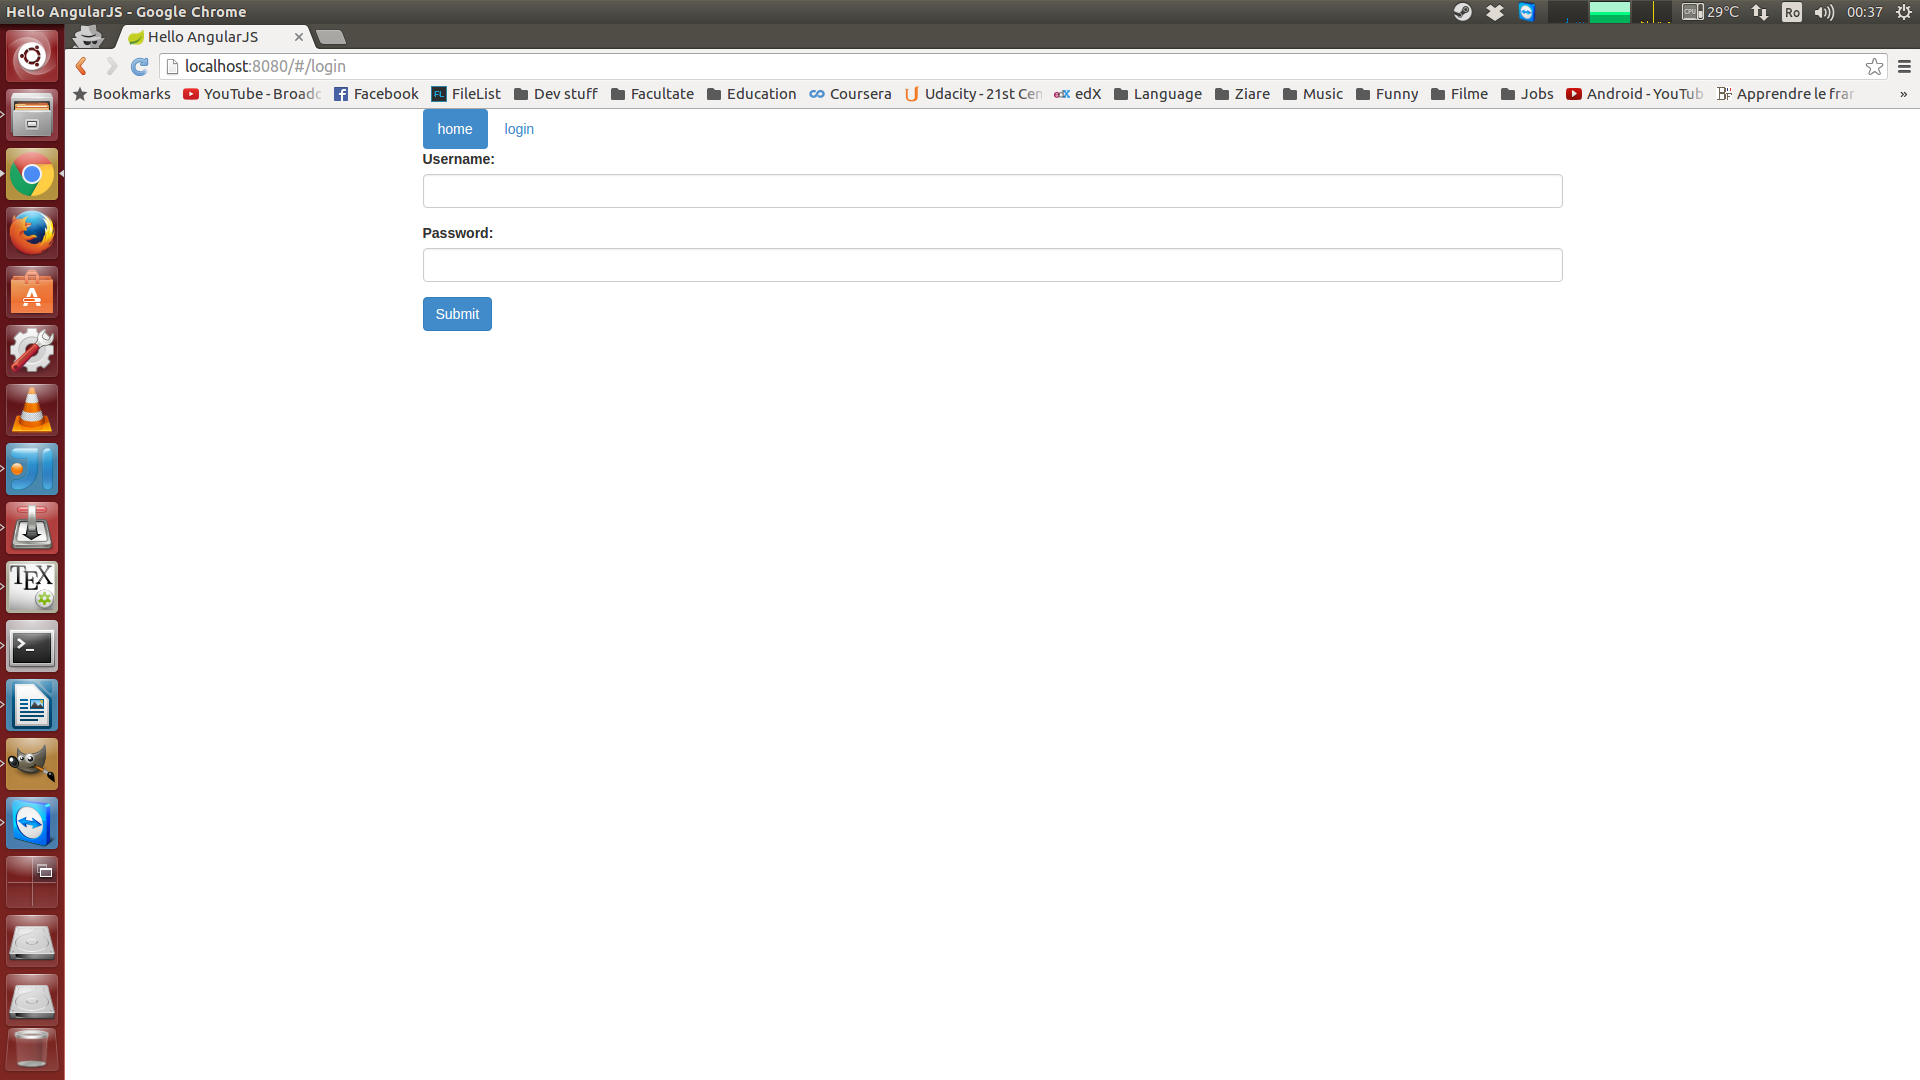 Hello AngularJS - Google Chrome
29°C Ro 00:37
Hello AngularJS
localhost:8080/#/login
Bookmarks YouTube - Broadc Facebook FileList Dev stuff Facultate Education Coursera Udacity - 21st Cen edX Language Ziare Music Funny Filme Jobs Android - YouTub Apprendre le fran »
home login
Username:
Password:
Submit
TEX